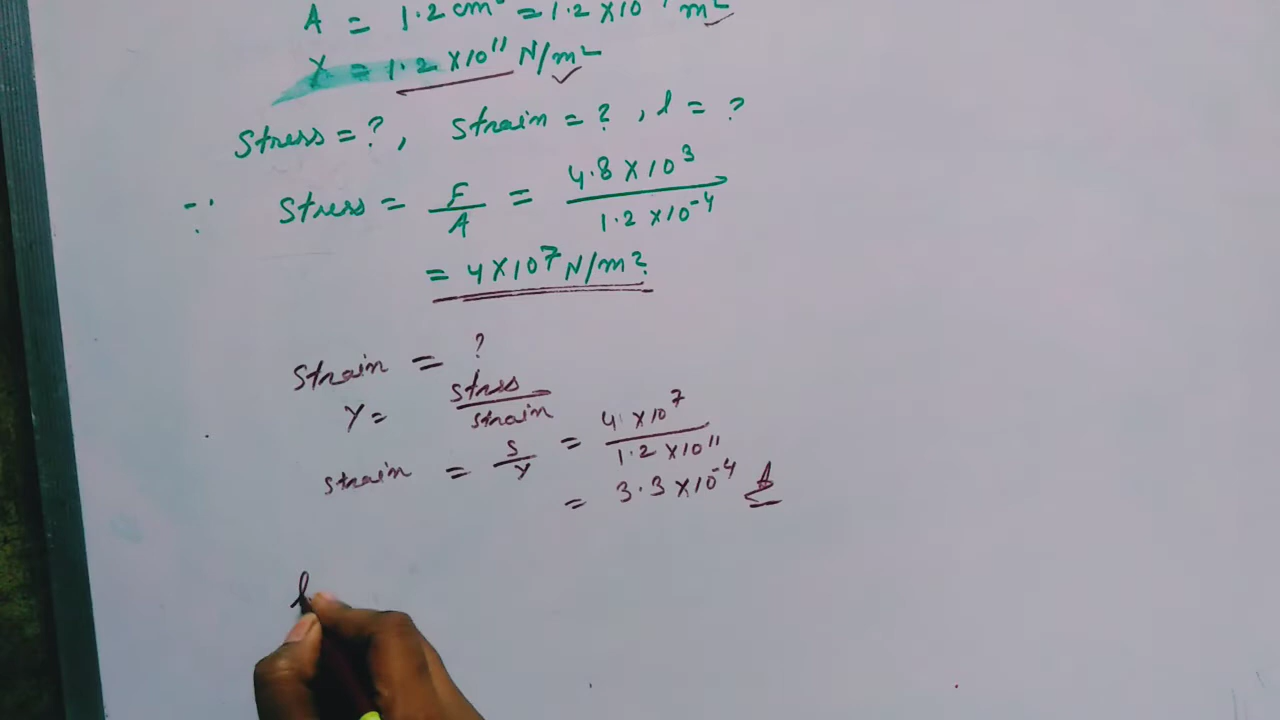 A = 1.2 cm² = 1.2 × 10⁻⁴ m²
Y = 1.2 × 10¹¹ N/m²
Stress = ?, Strain = ?, l = ?
∵ Stress = F/A = 4.8 × 10³ / 1.2 × 10⁻⁴
= 4 × 10⁷ N/m²
Strain = ?
Y = stress / strain
strain = S/Y = 4 × 10⁷ / 1.2 × 10¹¹
= 3.3 × 10⁻⁴
l